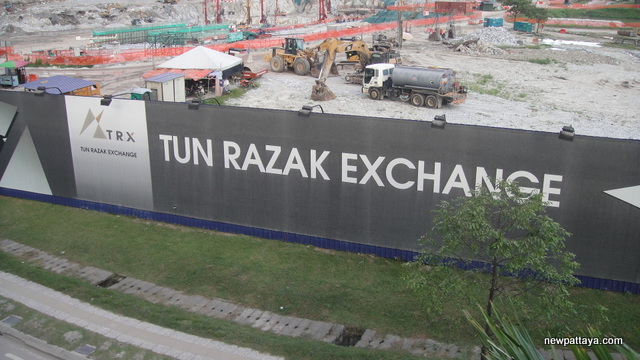 TRX
TUN RAZAK EXCHANGE
TUN RAZAK EXCHANGE
newpattaya.com